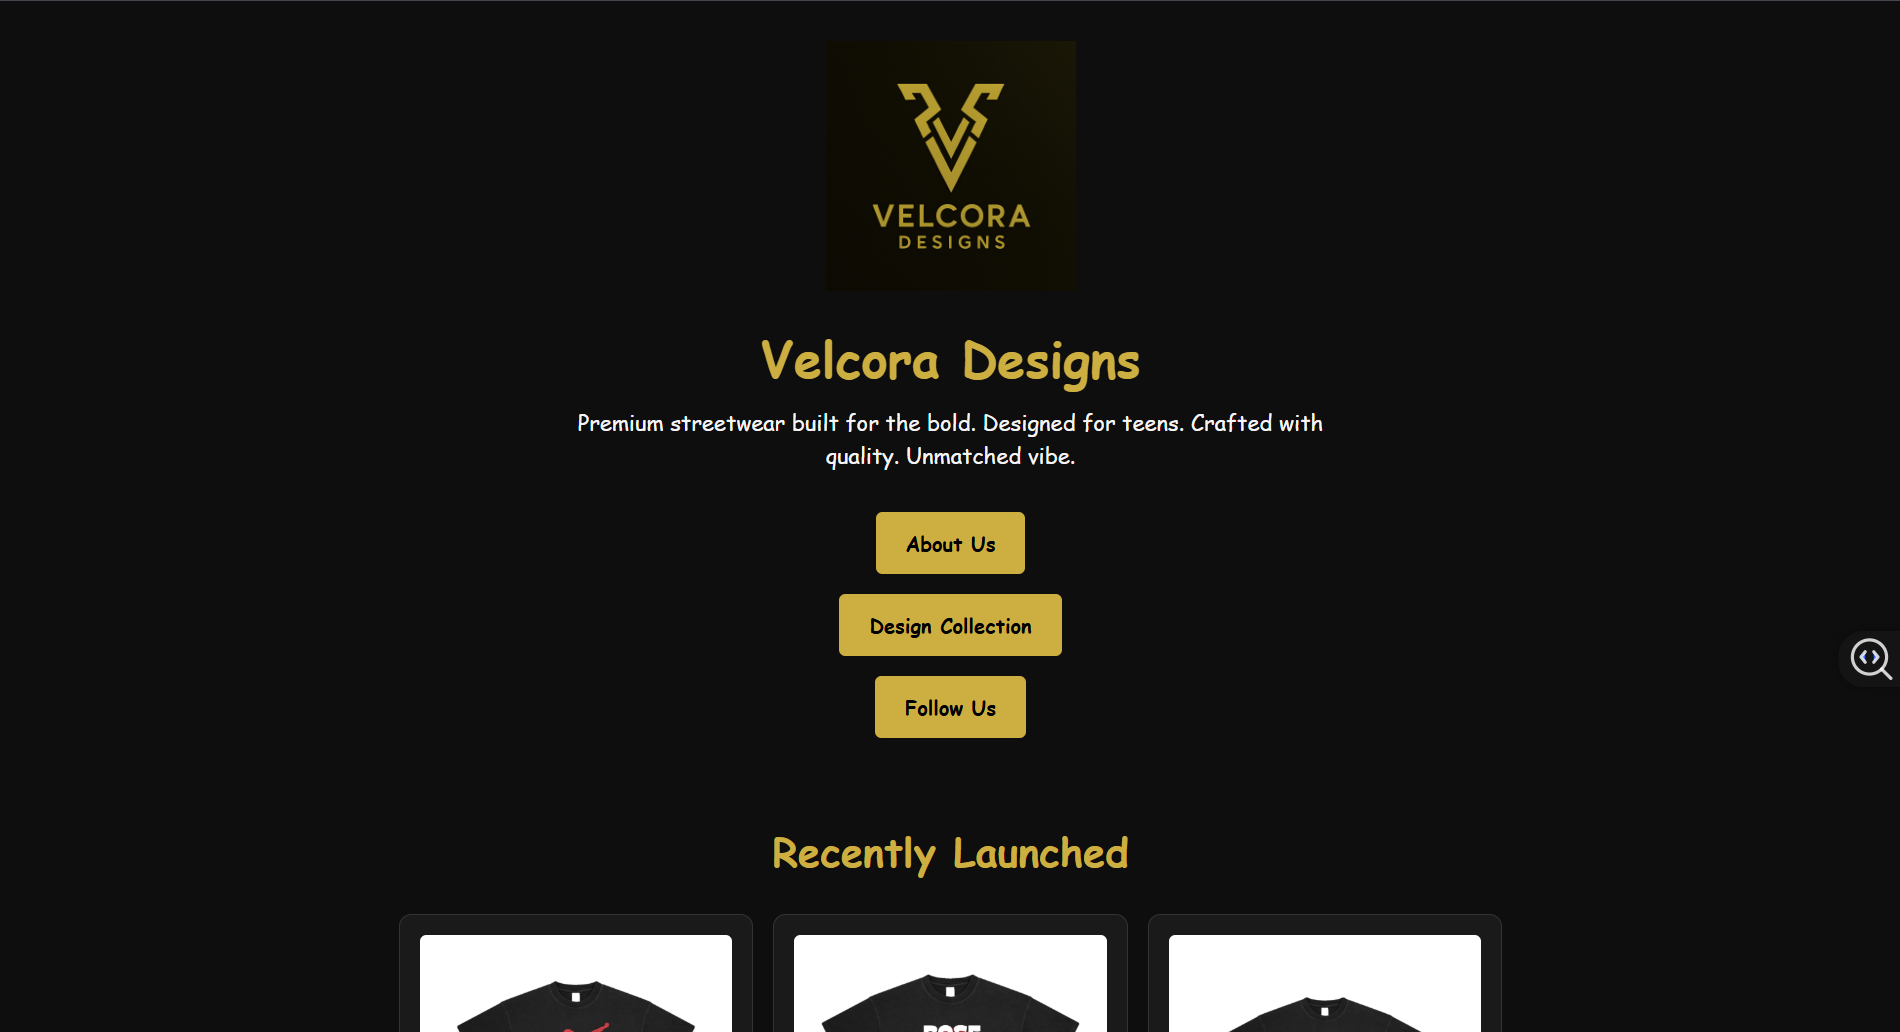 VELCORA
DESIGNS
Velcora Designs
Premium streetwear built for the bold. Designed for teens. Crafted with
quality. Unmatched vibe.
About Us
Design Collection
Follow Us
Recently Launched